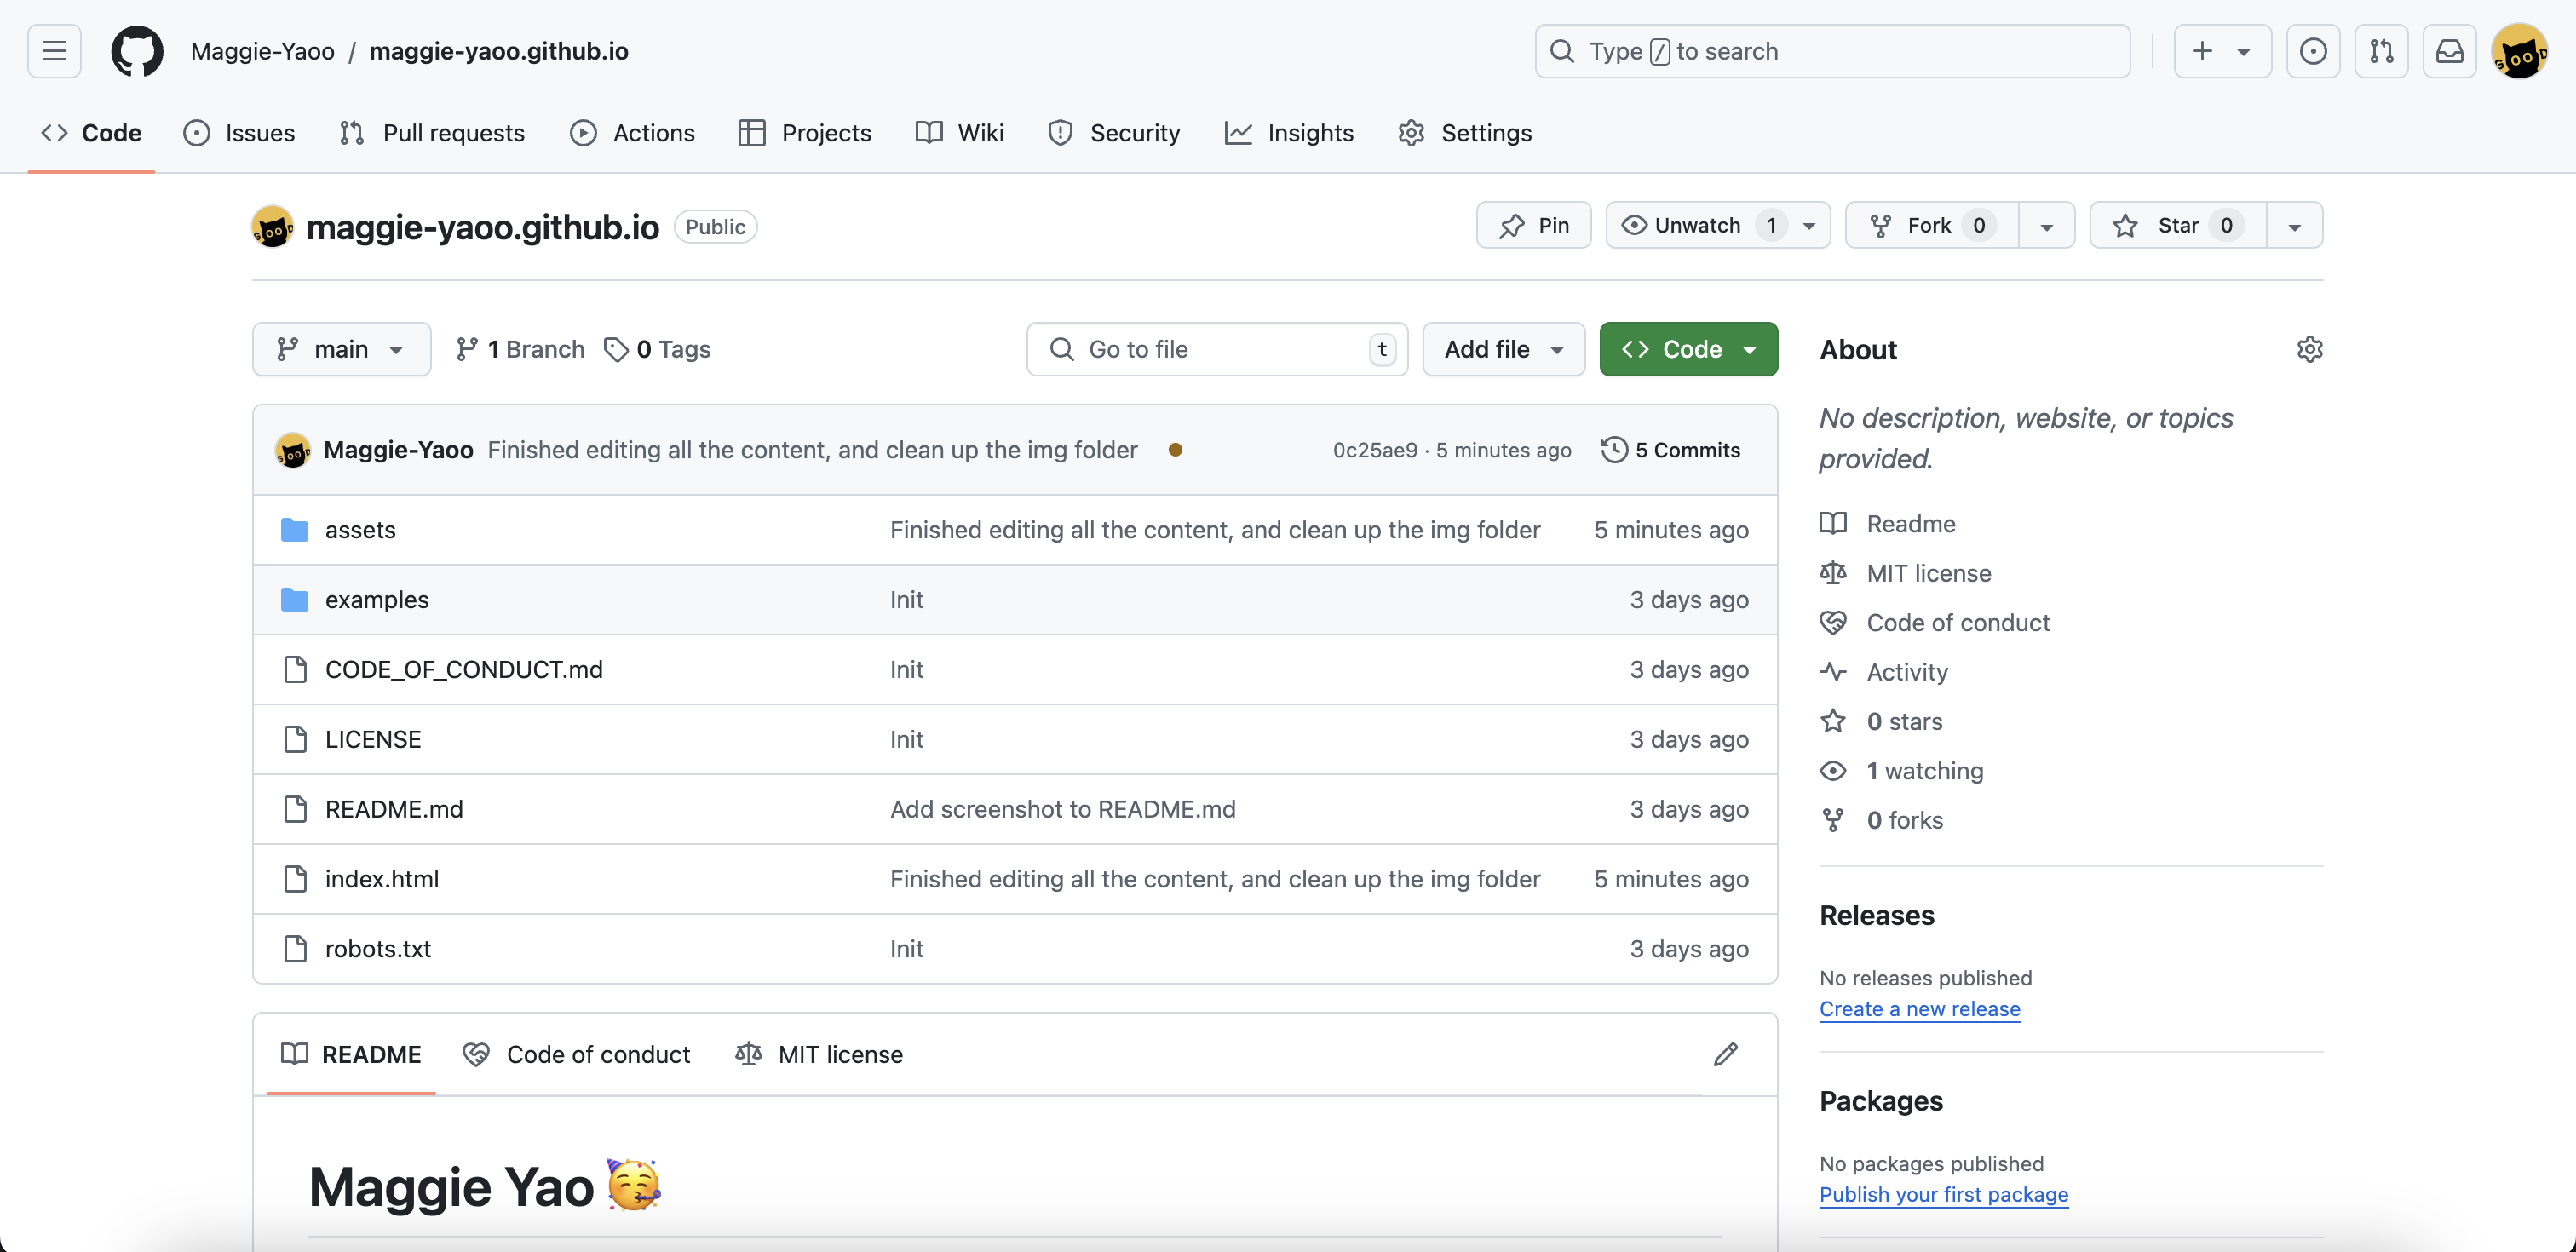 Maggie-Yaoo / maggie-yaoo.github.io
Type / to search
Code Issues Pull requests Actions Projects Wiki Security Insights Settings
maggie-yaoo.github.io Public
Pin Unwatch 1 Fork 0 Star 0
main 1 Branch 0 Tags Go to file t Add file Code
Maggie-Yaoo Finished editing all the content, and clean up the img folder 0c25ae9 · 5 minutes ago 5 Commits
assets Finished editing all the content, and clean up the img folder 5 minutes ago
examples Init 3 days ago
CODE_OF_CONDUCT.md Init 3 days ago
LICENSE Init 3 days ago
README.md Add screenshot to README.md 3 days ago
index.html Finished editing all the content, and clean up the img folder 5 minutes ago
robots.txt Init 3 days ago
README Code of conduct MIT license
Maggie Yao 🥳
About
No description, website, or topics
provided.
Readme
MIT license
Code of conduct
Activity
0 stars
1 watching
0 forks
Releases
No releases published
Create a new release
Packages
No packages published
Publish your first package